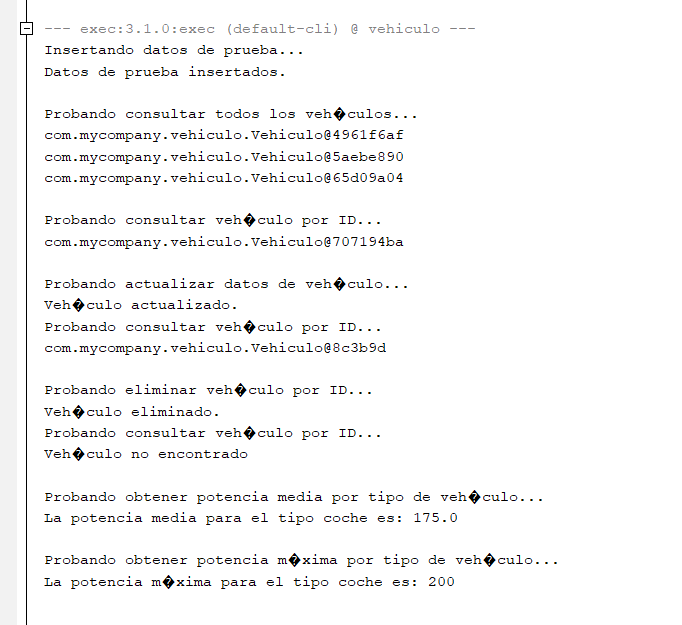 --- exec:3.1.0:exec (default-cli) @ vehiculo ---
Insertando datos de prueba...
Datos de prueba insertados.
Probando consultar todos los veh�culos...
com.mycompany.vehiculo.Vehiculo@4961f6af
com.mycompany.vehiculo.Vehiculo@5aebe890
com.mycompany.vehiculo.Vehiculo@65d09a04
Probando consultar veh�culo por ID...
com.mycompany.vehiculo.Vehiculo@707194ba
Probando actualizar datos de veh�culo...
Veh�culo actualizado.
Probando consultar veh�culo por ID...
com.mycompany.vehiculo.Vehiculo@8c3b9d
Probando eliminar veh�culo por ID...
Veh�culo eliminado.
Probando consultar veh�culo por ID...
Veh�culo no encontrado
Probando obtener potencia media por tipo de veh�culo...
La potencia media para el tipo coche es: 175.0
Probando obtener potencia m�xima por tipo de veh�culo...
La potencia m�xima para el tipo coche es: 200